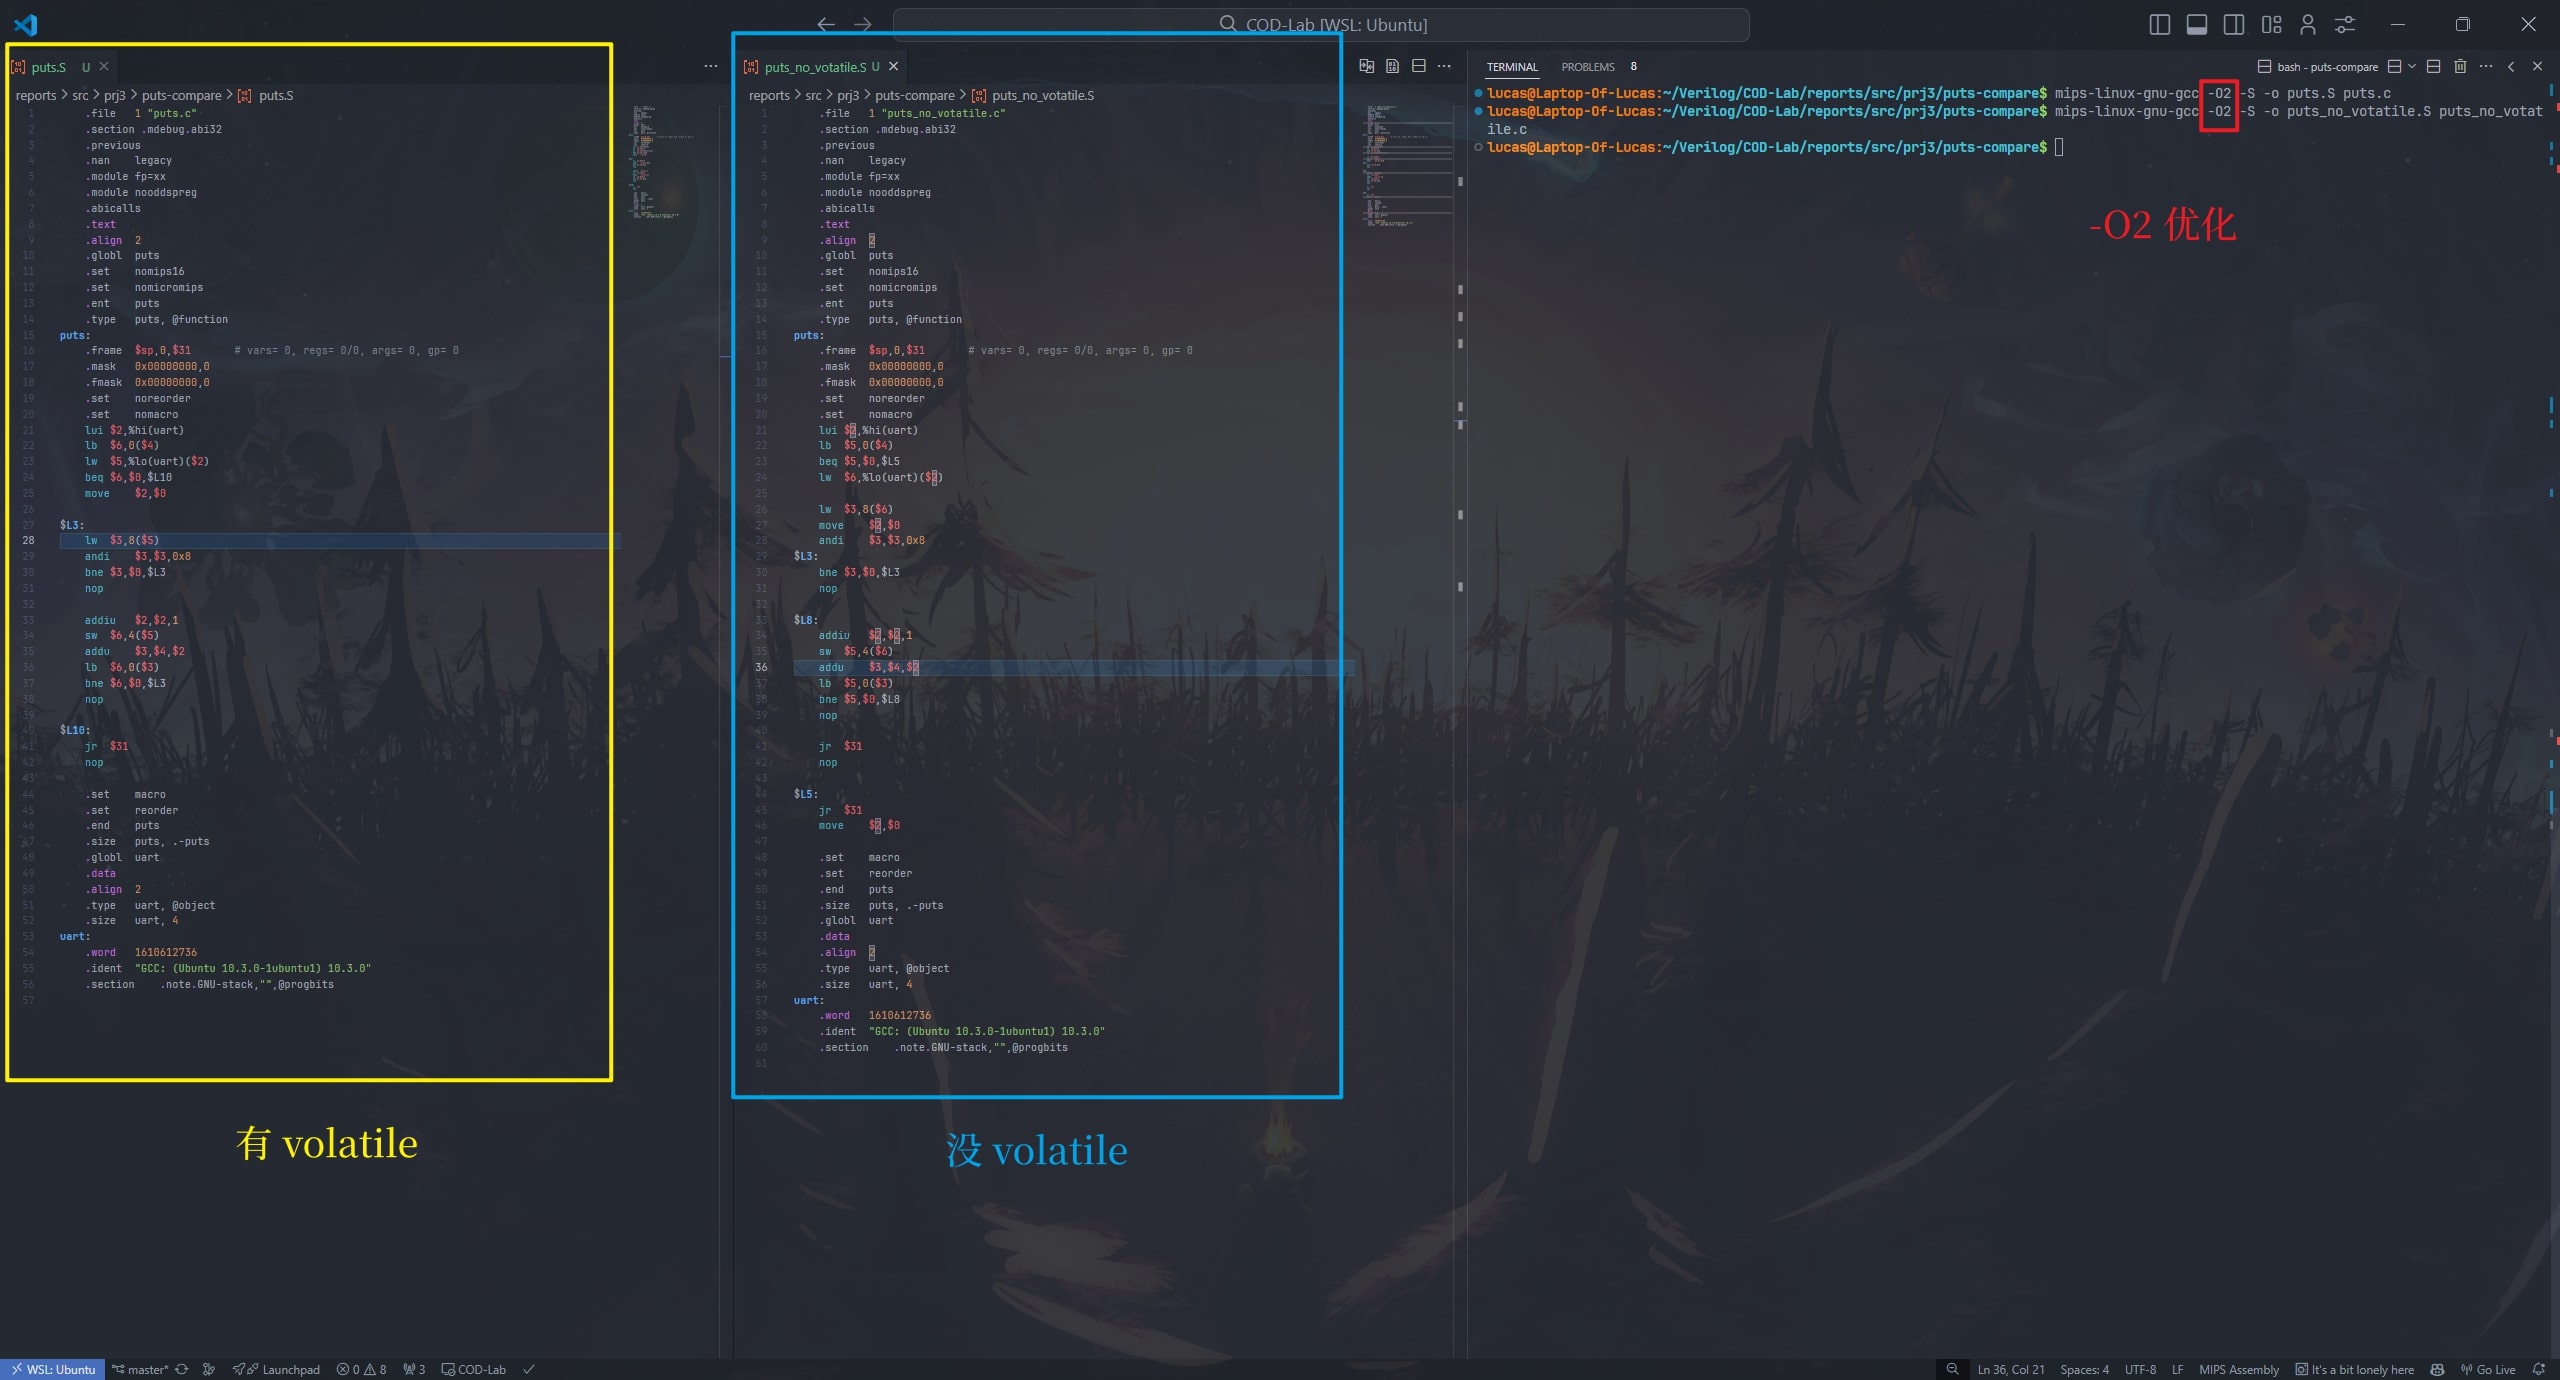 COD-Lab [WSL: Ubuntu]
puts.S U
reports > src > prj3 > puts-compare > puts.S
1 .file 1 "puts.c"
2 .section .mdebug.abi32
3 .previous
4 .nan legacy
5 .module fp=xx
6 .module nooddspreg
7 .abicalls
8 .text
9 .align 2
10 .globl puts
11 .set nomips16
12 .set nomicromips
13 .ent puts
14 .type puts, @function
15 puts:
16 .frame $sp,0,$31 # vars= 0, regs= 0/0, args= 0, gp= 0
17 .mask 0x00000000,0
18 .fmask 0x00000000,0
19 .set noreorder
20 .set nomacro
21 lui $2,%hi(uart)
22 lb $6,0($4)
23 lw $5,%lo(uart)($2)
24 beq $6,$0,$L10
25 move $2,$0
26
27 $L3:
28 lw $3,8($5)
29 andi $3,$3,0x8
30 bne $3,$0,$L3
31 nop
32
33 addiu $2,$2,1
34 sw $6,4($5)
35 addu $3,$4,$2
36 lb $6,0($3)
37 bne $6,$0,$L3
38 nop
39
40 $L10:
41 jr $31
42 nop
43
44 .set macro
45 .set reorder
46 .end puts
47 .size puts, .-puts
48 .globl uart
49 .data
50 .align 2
51 .type uart, @object
52 .size uart, 4
53 uart:
54 .word 1610612736
55 .ident "GCC: (Ubuntu 10.3.0-1ubuntu1) 10.3.0"
56 .section .note.GNU-stack,"",@progbits
57
有 volatile
puts_no_votatile.S U
reports > src > prj3 > puts-compare > puts_no_votatile.S
1 .file 1 "puts_no_votatile.c"
2 .section .mdebug.abi32
3 .previous
4 .nan legacy
5 .module fp=xx
6 .module nooddspreg
7 .abicalls
8 .text
9 .align 2
10 .globl puts
11 .set nomips16
12 .set nomicromips
13 .ent puts
14 .type puts, @function
15 puts:
16 .frame $sp,0,$31 # vars= 0, regs= 0/0, args= 0, gp= 0
17 .mask 0x00000000,0
18 .fmask 0x00000000,0
19 .set noreorder
20 .set nomacro
21 lui $2,%hi(uart)
22 lb $5,0($4)
23 beq $5,$0,$L5
24 lw $6,%lo(uart)($2)
25
26 lw $3,8($6)
27 move $2,$0
28 andi $3,$3,0x8
29 $L3:
30 bne $3,$0,$L3
31 nop
32
33 $L8:
34 addiu $2,$2,1
35 sw $5,4($6)
36 addu $3,$4,$2
37 lb $5,0($3)
38 bne $5,$0,$L8
39 nop
40
41 jr $31
42 nop
43
44 $L5:
45 jr $31
46 move $2,$0
47
48 .set macro
49 .set reorder
50 .end puts
51 .size puts, .-puts
52 .globl uart
53 .data
54 .align 2
55 .type uart, @object
56 .size uart, 4
57 uart:
58 .word 1610612736
59 .ident "GCC: (Ubuntu 10.3.0-1ubuntu1) 10.3.0"
60 .section .note.GNU-stack,"",@progbits
61
没 volatile
TERMINAL PROBLEMS 8
bash - puts-compare
lucas@Laptop-Of-Lucas:~/Verilog/COD-Lab/reports/src/prj3/puts-compare$ mips-linux-gnu-gcc -O2 -S -o puts.S puts.c
lucas@Laptop-Of-Lucas:~/Verilog/COD-Lab/reports/src/prj3/puts-compare$ mips-linux-gnu-gcc -O2 -S -o puts_no_votatile.S puts_no_votat
ile.c
lucas@Laptop-Of-Lucas:~/Verilog/COD-Lab/reports/src/prj3/puts-compare$
-O2 优化
WSL: Ubuntu master* Launchpad 0 8 3 COD-Lab
Ln 36, Col 21 Spaces: 4 UTF-8 LF MIPS Assembly It's a bit lonely here Go Live